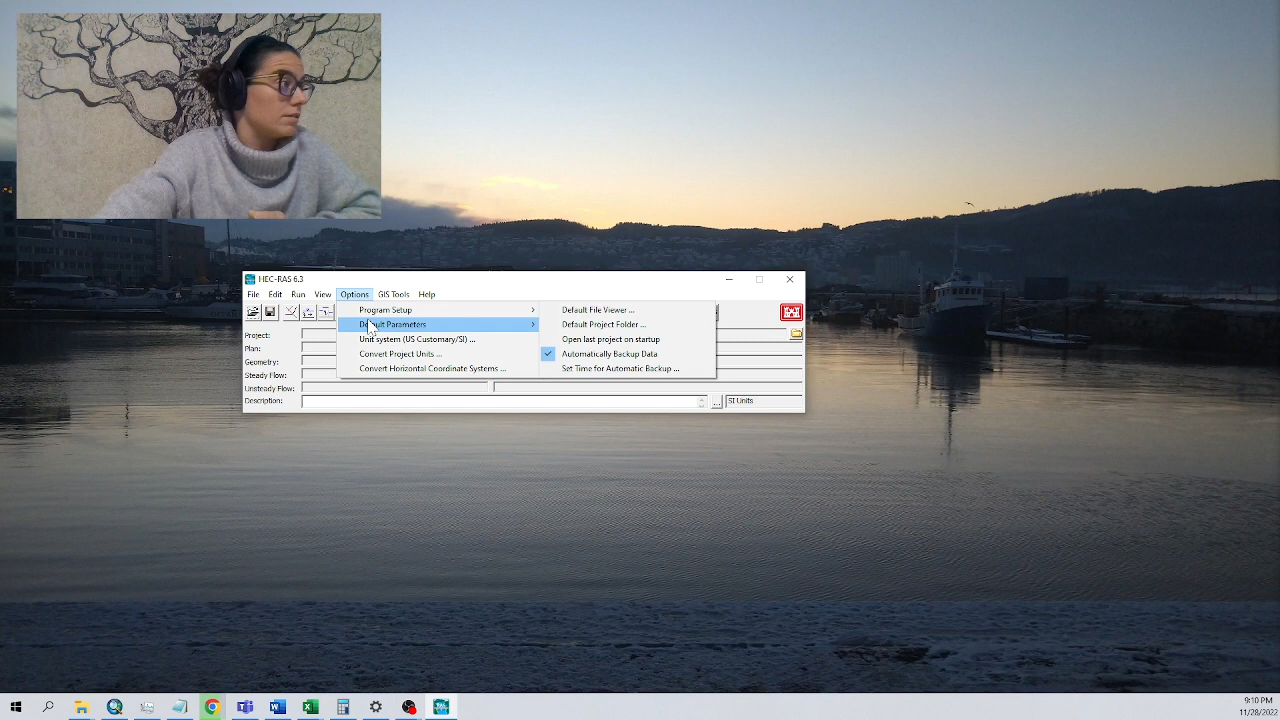 HEC-RAS 6.3
File Edit Run View Options GIS Tools Help
Program Setup
Default Parameters
Unit system (US Customary/SI) ...
Convert Project Units ...
Convert Horizontal Coordinate Systems ...
Default File Viewer ...
Default Project Folder ...
Open last project on startup
Automatically Backup Data
Set Time for Automatic Backup ...
Project:
Plan:
Geometry:
Steady Flow:
Unsteady Flow:
Description:
...
SI Units
9:10 PM
11/28/2022